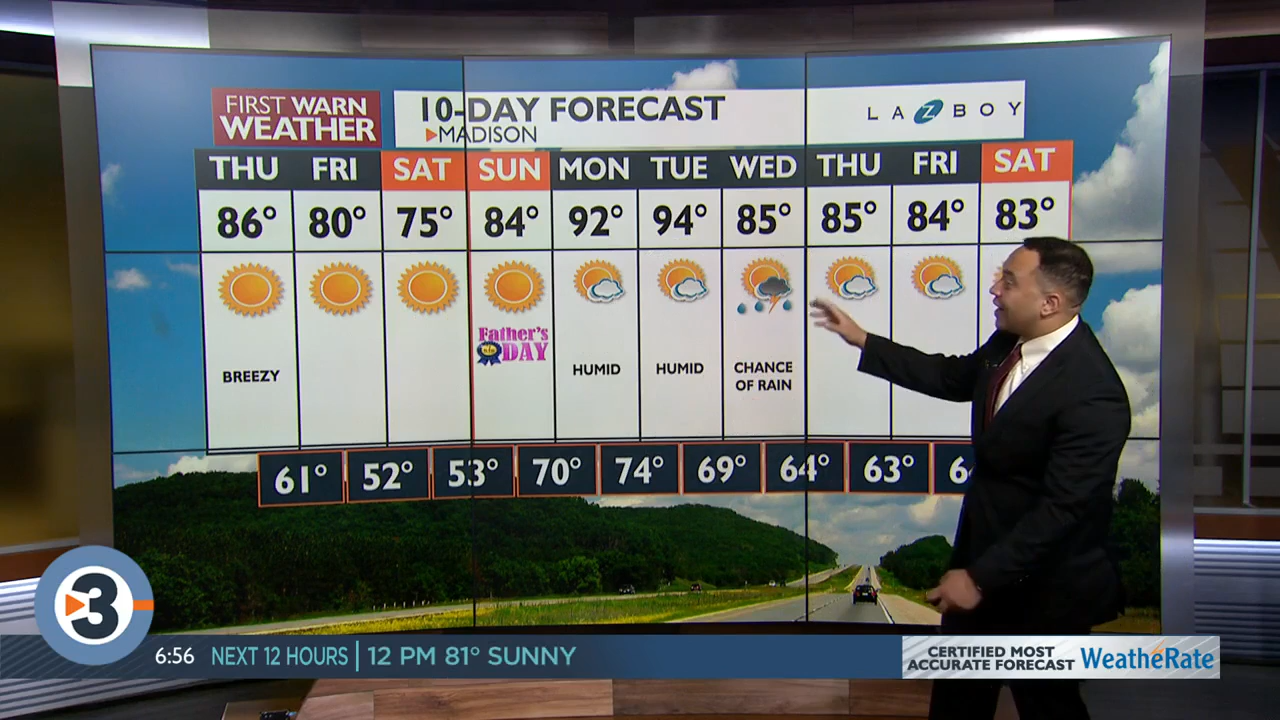 FIRST WARN
WEATHER
10-DAY FORECAST
MADISON
LA Z BOY
THU FRI SAT SUN MON TUE WED THU FRI SAT
86° 80° 75° 84° 92° 94° 85° 85° 84° 83°
Father's
DAY
BREEZY HUMID HUMID CHANCE
OF RAIN
61° 52° 53° 70° 74° 69° 64° 63°
3
6:56 NEXT 12 HOURS | 12 PM 81° SUNNY
CERTIFIED MOST
ACCURATE FORECAST
WeatheRate